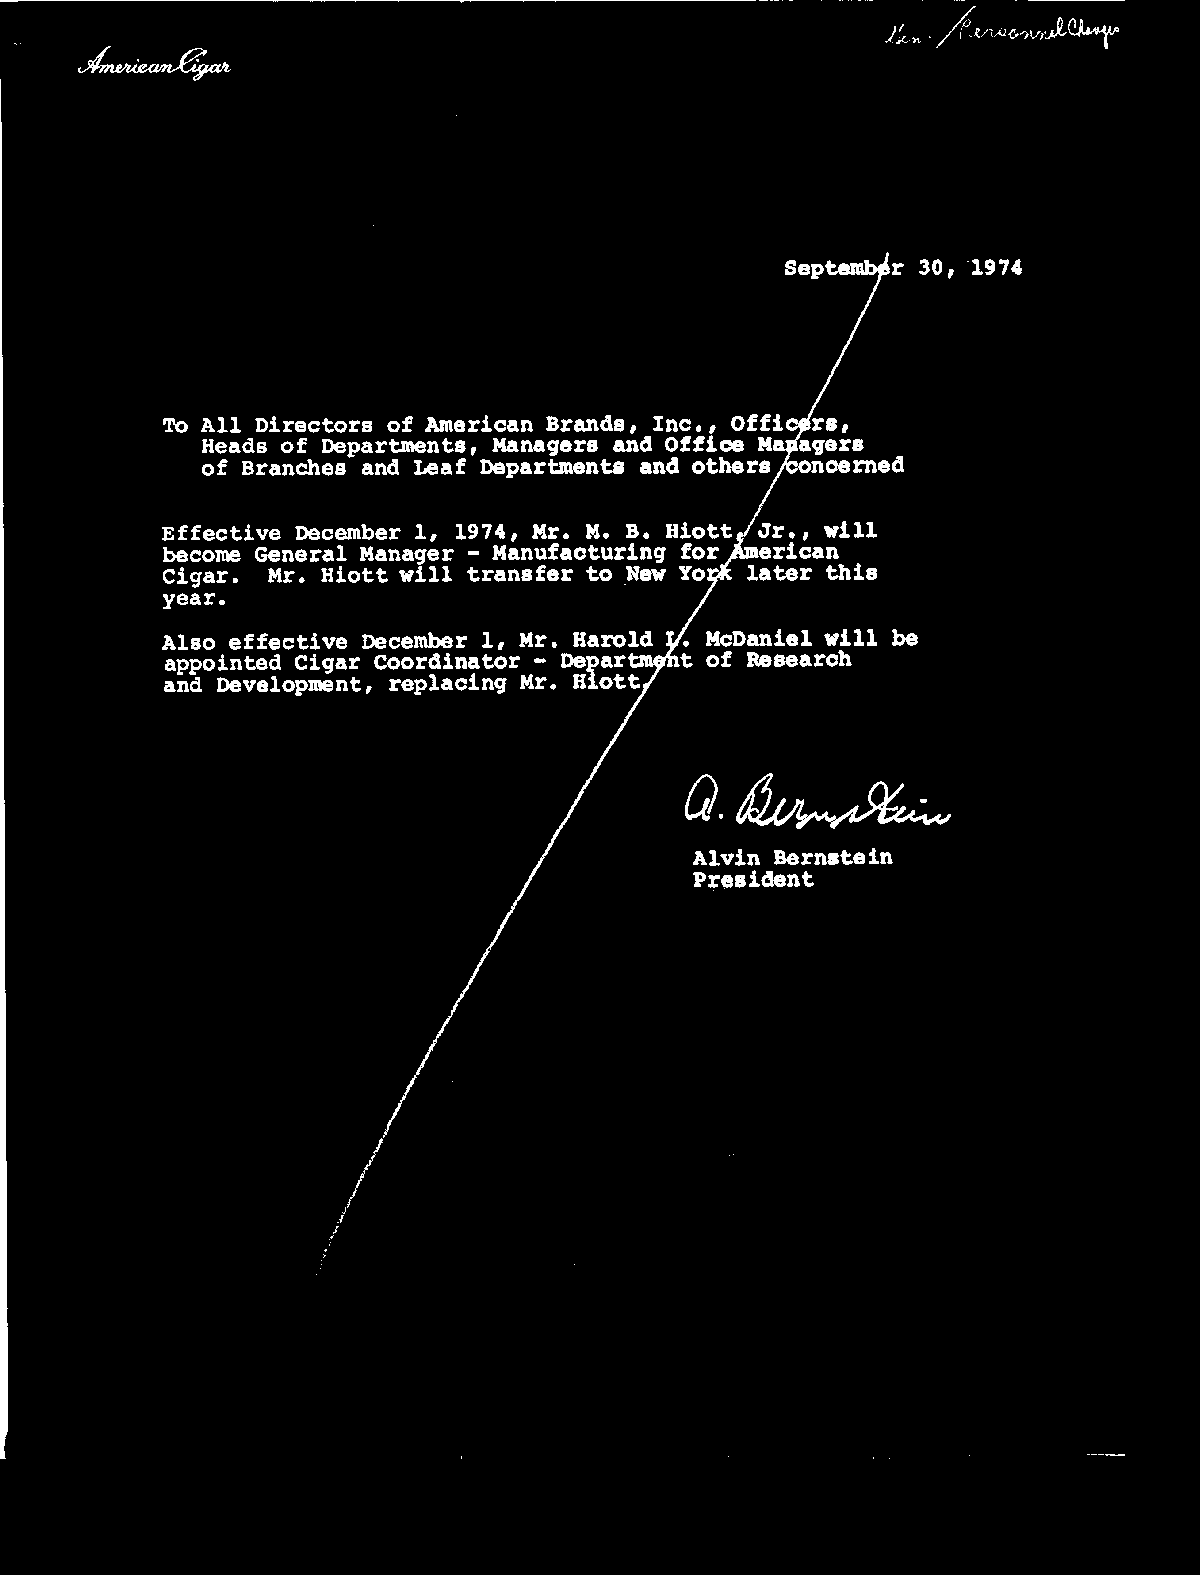 Gen. / Personnel Changes
American Cigar
September 30, 1974
To All Directors of American Brands, Inc., Officers,
Heads of Departments, Managers and Office Managers
of Branches and Leaf Departments and others concerned
Effective December 1, 1974, Mr. M. B. Hiott, Jr., will
become General Manager - Manufacturing for American
Cigar.  Mr. Hiott will transfer to New York later this
year.
Also effective December 1, Mr. Harold L. McDaniel will be
appointed Cigar Coordinator - Department of Research
and Development, replacing Mr. Hiott.
A. Bernstein
Alvin Bernstein
President